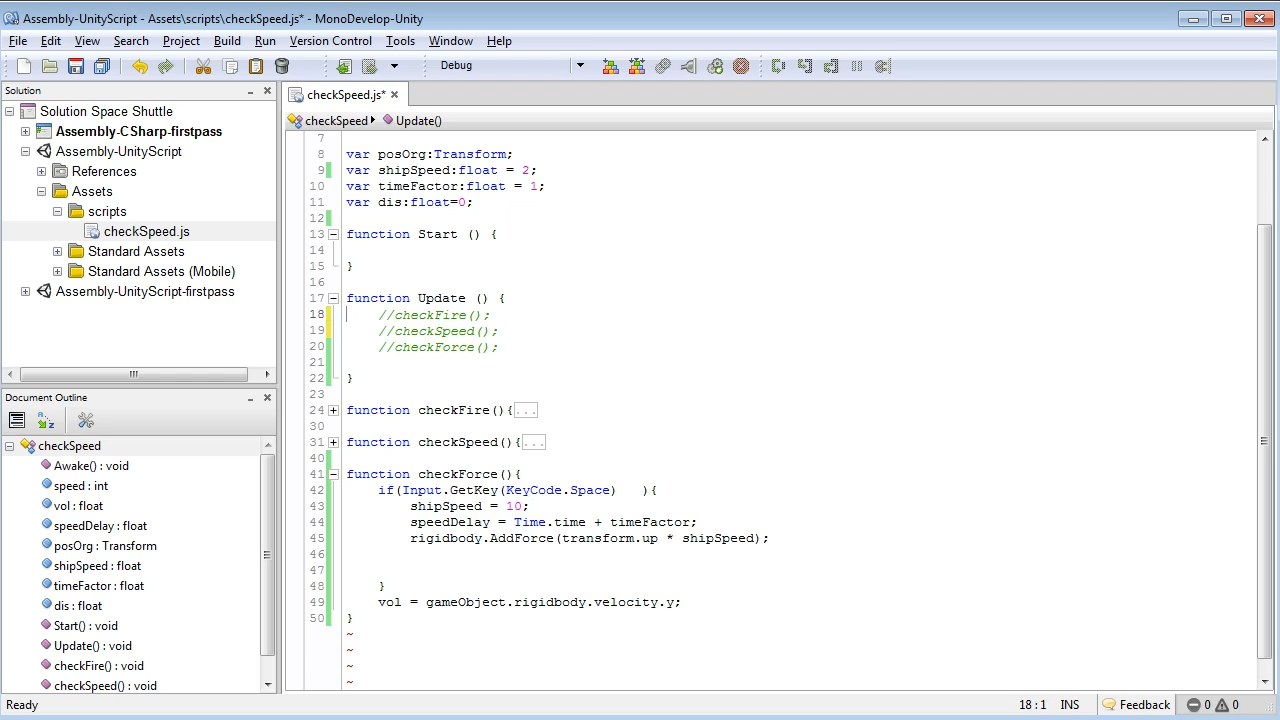 Assembly-UnityScript - Assets\scripts\checkSpeed.js* - MonoDevelop-Unity
File Edit View Search Project Build Run Version Control Tools Window Help
Debug
Solution
Solution Space Shuttle
Assembly-CSharp-firstpass
Assembly-UnityScript
References
Assets
scripts
checkSpeed.js
Standard Assets
Standard Assets (Mobile)
Assembly-UnityScript-firstpass
Document Outline
checkSpeed
Awake() : void
speed : int
vol : float
speedDelay : float
posOrg : Transform
shipSpeed : float
timeFactor : float
dis : float
Start() : void
Update() : void
checkFire() : void
checkSpeed() : void
checkSpeed.js*
checkSpeed Update()
7
8 var posOrg:Transform;
9 var shipSpeed:float = 2;
10 var timeFactor:float = 1;
11 var dis:float=0;
12
13 function Start () {
14
15 }
16
17 function Update () {
18 //checkFire();
19 //checkSpeed();
20 //checkForce();
21
22 }
23
24 function checkFire(){...
30
31 function checkSpeed(){...
40
41 function checkForce(){
42 if(Input.GetKey(KeyCode.Space) ){
43 shipSpeed = 10;
44 speedDelay = Time.time + timeFactor;
45 rigidbody.AddForce(transform.up * shipSpeed);
46
47
48 }
49 vol = gameObject.rigidbody.velocity.y;
50 }
~
~
~
~
Ready 18 : 1 INS Feedback 0 0